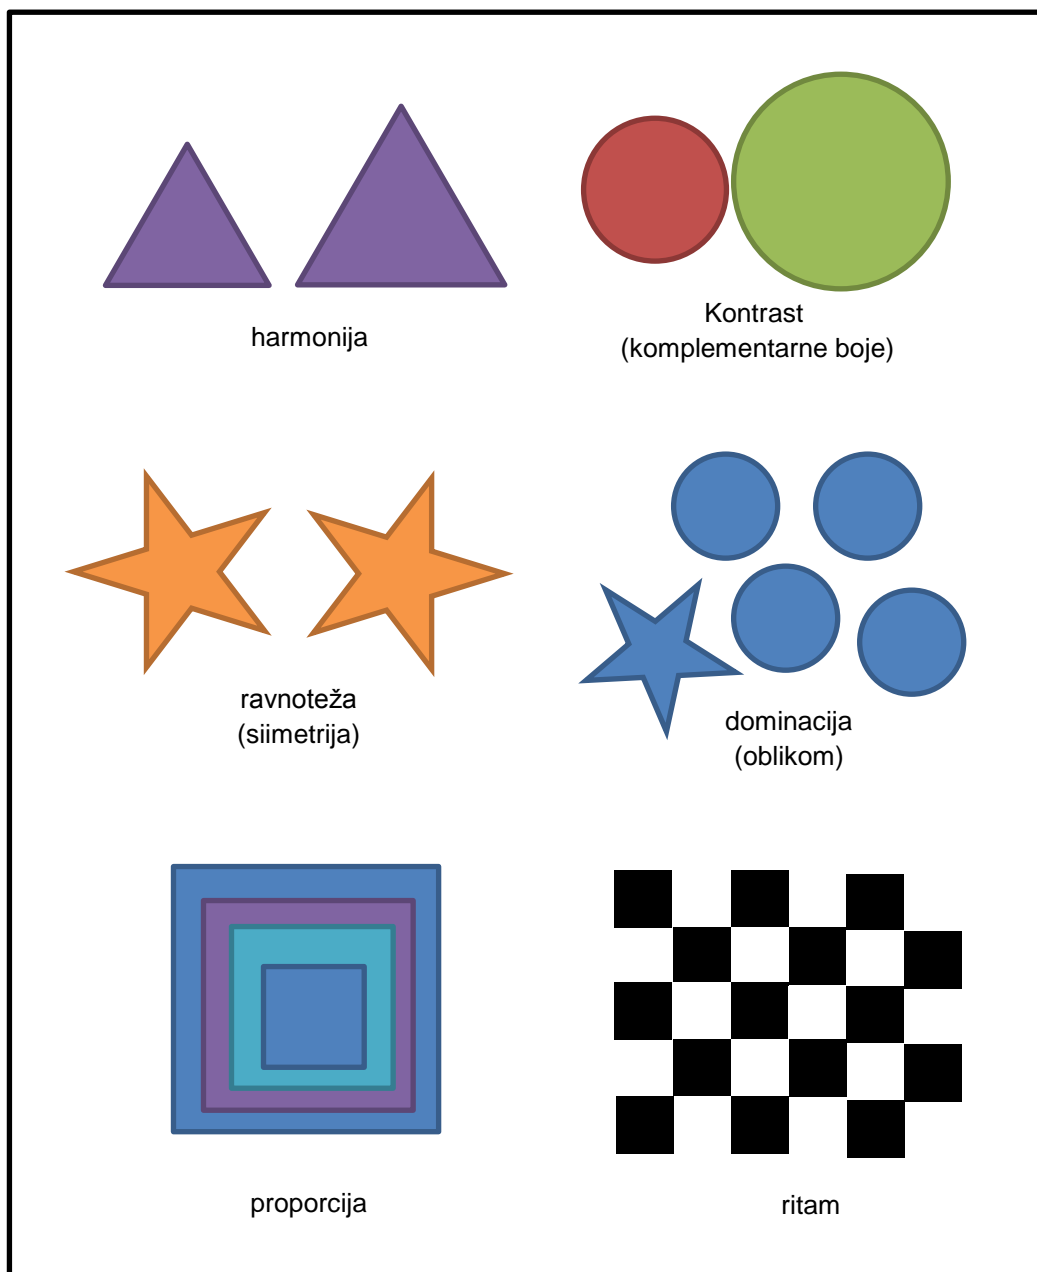 harmonija
Kontrast
(komplementarne boje)
ravnoteža
(siimetrija)
dominacija
(oblikom)
proporcija
ritam